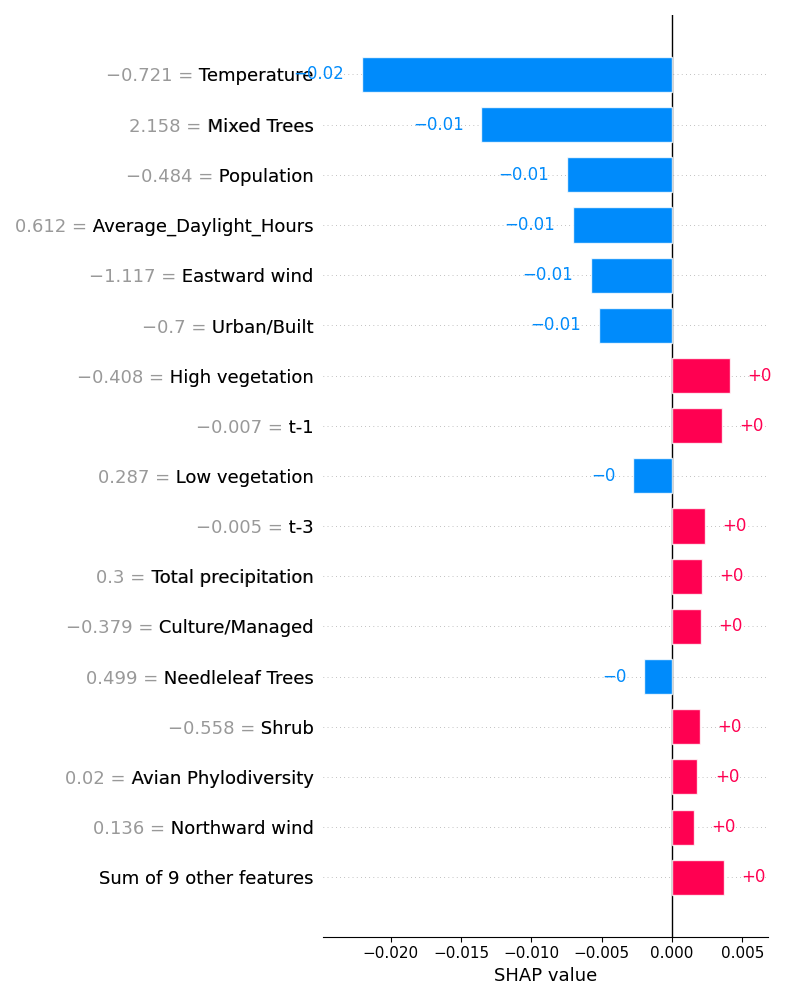 −0.721 = Temperature −0.02
2.158 = Mixed Trees −0.01
−0.484 = Population −0.01
0.612 = Average_Daylight_Hours −0.01
−1.117 = Eastward wind −0.01
−0.7 = Urban/Built −0.01
−0.408 = High vegetation +0
−0.007 = t-1 +0
0.287 = Low vegetation −0
−0.005 = t-3 +0
0.3 = Total precipitation +0
−0.379 = Culture/Managed +0
0.499 = Needleleaf Trees −0
−0.558 = Shrub +0
0.02 = Avian Phylodiversity +0
0.136 = Northward wind +0
Sum of 9 other features +0
−0.020 −0.015 −0.010 −0.005 0.000 0.005
SHAP value